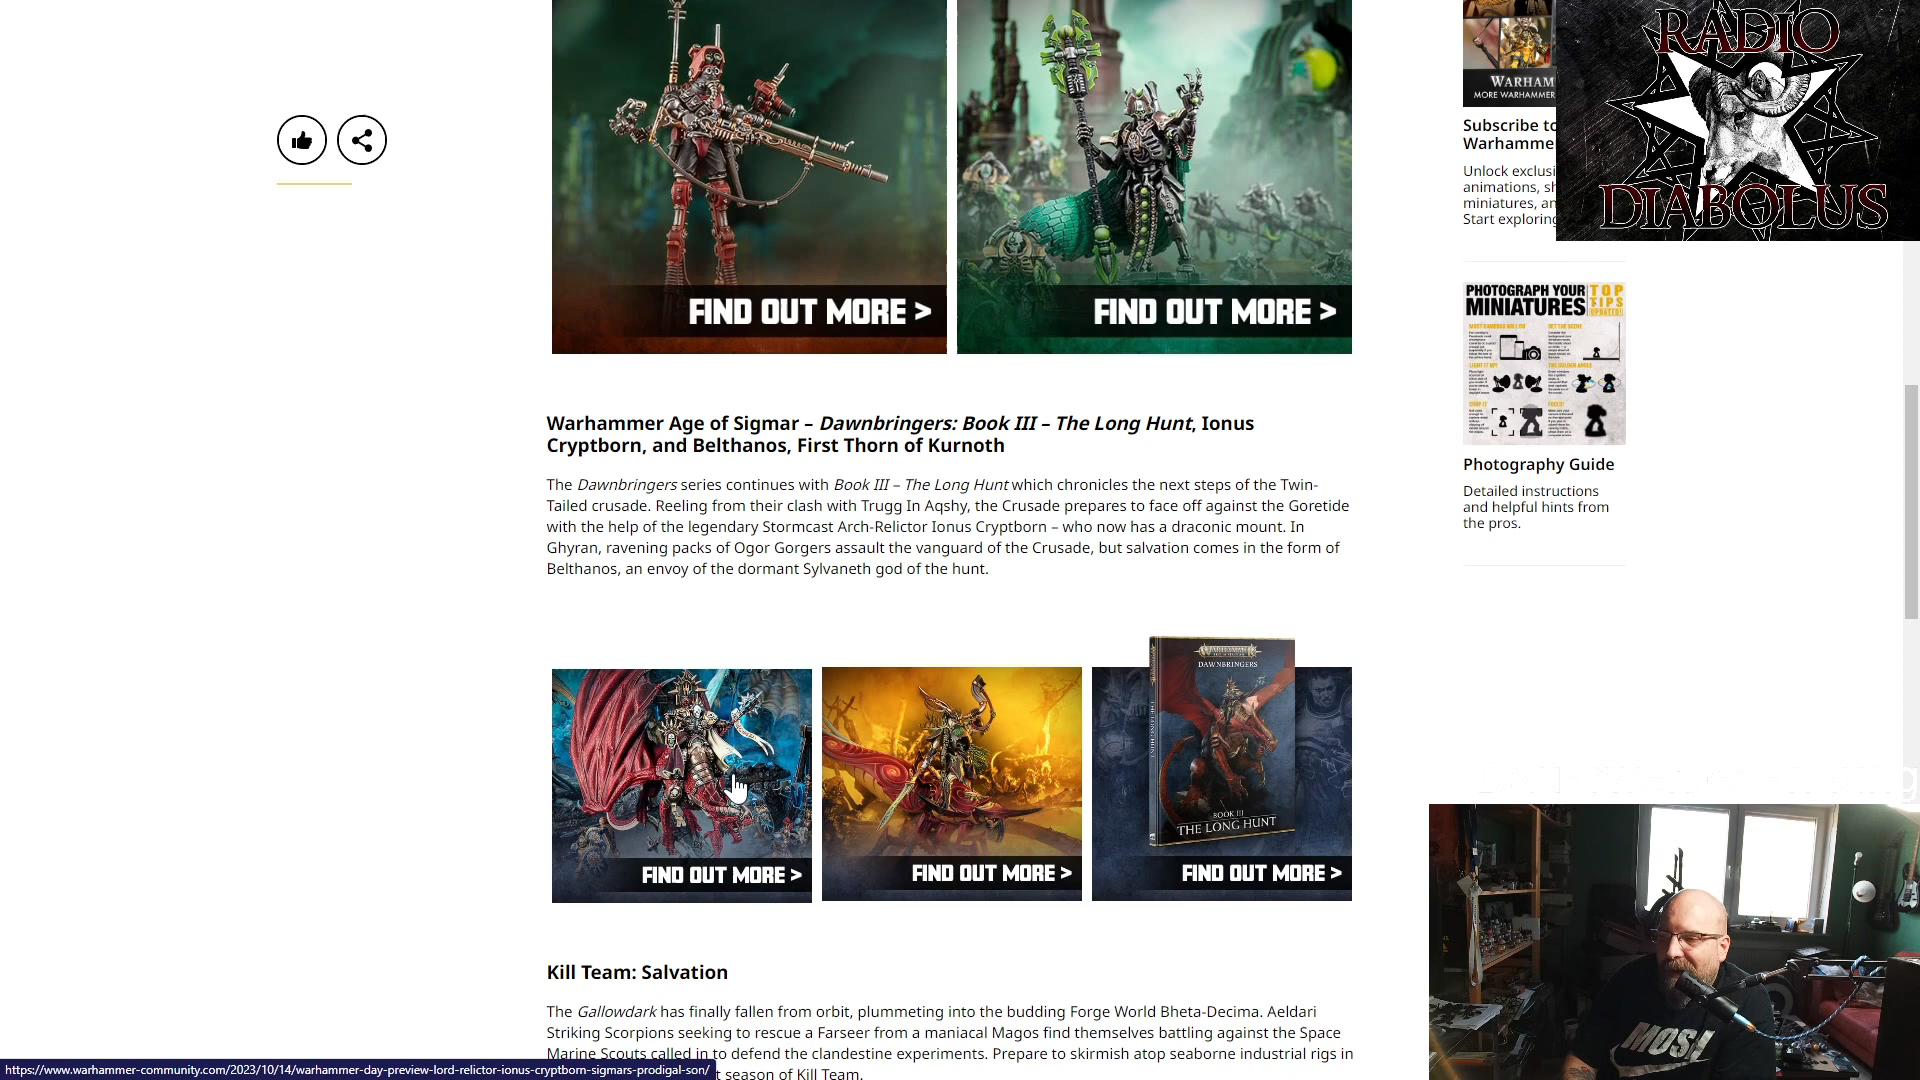 FIND OUT MORE >
FIND OUT MORE >
Warhammer Age of Sigmar – Dawnbringers: Book III – The Long Hunt, Ionus
Cryptborn, and Belthanos, First Thorn of Kurnoth
The Dawnbringers series continues with Book III – The Long Hunt which chronicles the next steps of the Twin-
Tailed crusade. Reeling from their clash with Trugg In Aqshy, the Crusade prepares to face off against the Goretide
with the help of the legendary Stormcast Arch-Relictor Ionus Cryptborn – who now has a draconic mount. In
Ghyran, ravening packs of Ogor Gorgers assault the vanguard of the Crusade, but salvation comes in the form of
Belthanos, an envoy of the dormant Sylvaneth god of the hunt.
WARHAMMER
DAWNBRINGERS
THE LONG HUNT
BOOK III
THE LONG HUNT
FIND OUT MORE >
FIND OUT MORE >
FIND OUT MORE >
Kill Team: Salvation
The Gallowdark has finally fallen from orbit, plummeting into the budding Forge World Bheta-Decima. Aeldari
Striking Scorpions seeking to rescue a Farseer from a maniacal Magos find themselves battling against the Space
Marine Scouts called in to defend the clandestine experiments. Prepare to skirmish atop seaborne industrial rigs in
t season of Kill Team.
https://www.warhammer-community.com/2023/10/14/warhammer-day-preview-lord-relictor-ionus-cryptborn-sigmars-prodigal-son/
WARHAM
MORE WARHAMMER
Subscribe to
Warhamme
Unlock exclusi
animations, sh
miniatures, an
Start exploring
RADIO
DIABOLUS
PHOTOGRAPH YOUR
MINIATURES
TOP
TIPS
UPDATED!
Photography Guide
Detailed instructions
and helpful hints from
the pros.
MOSH